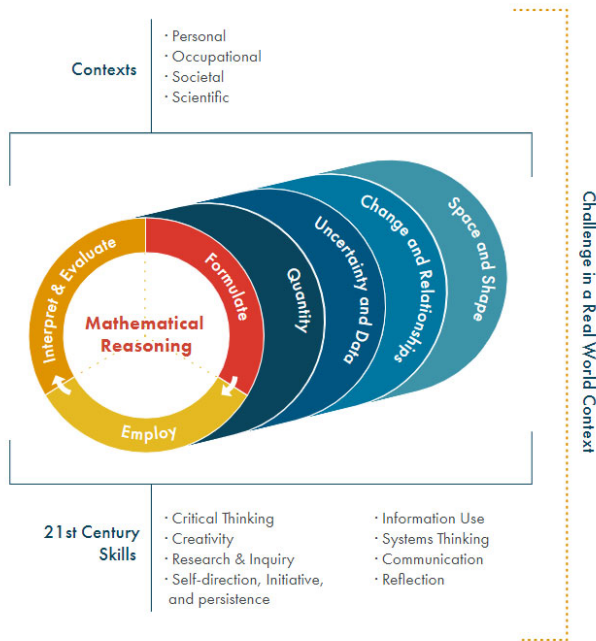 Contexts
· Personal
· Occupational
· Societal
· Scientific
Interpret & Evaluate
Formulate
Employ
Mathematical
Reasoning
Quantity
Uncertainty and Data
Change and Relationships
Space and Shape
Challenge in a Real World Context
21st Century
Skills
· Critical Thinking
· Creativity
· Research & Inquiry
· Self-direction, Initiative,
and persistence
· Information Use
· Systems Thinking
· Communication
· Reflection